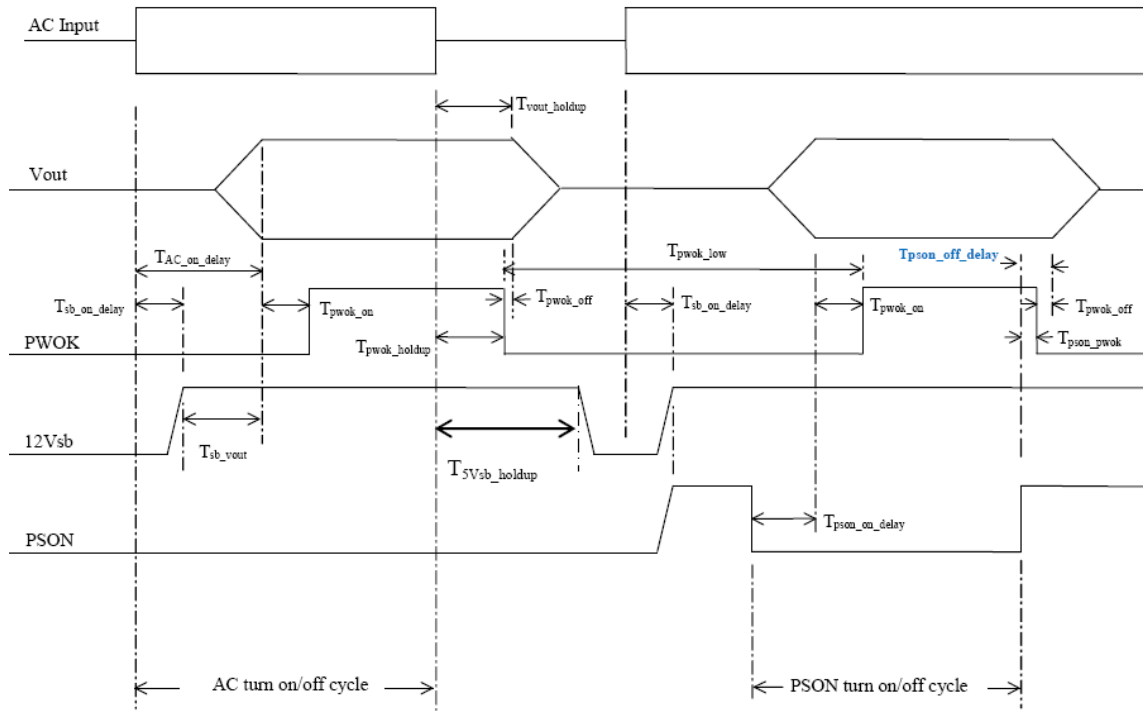 AC Input
Tvout_holdup
Vout
TAC_on_delay
Tpwok_low
Tpson_off_delay
Tsb_on_delay
Tpwok_on
Tpwok_off
Tsb_on_delay
Tpwok_on
Tpwok_off
PWOK
Tpwok_holdup
Tpson_pwok
12Vsb
Tsb_vout
T5Vsb_holdup
Tpson_on_delay
PSON
AC turn on/off cycle
PSON turn on/off cycle